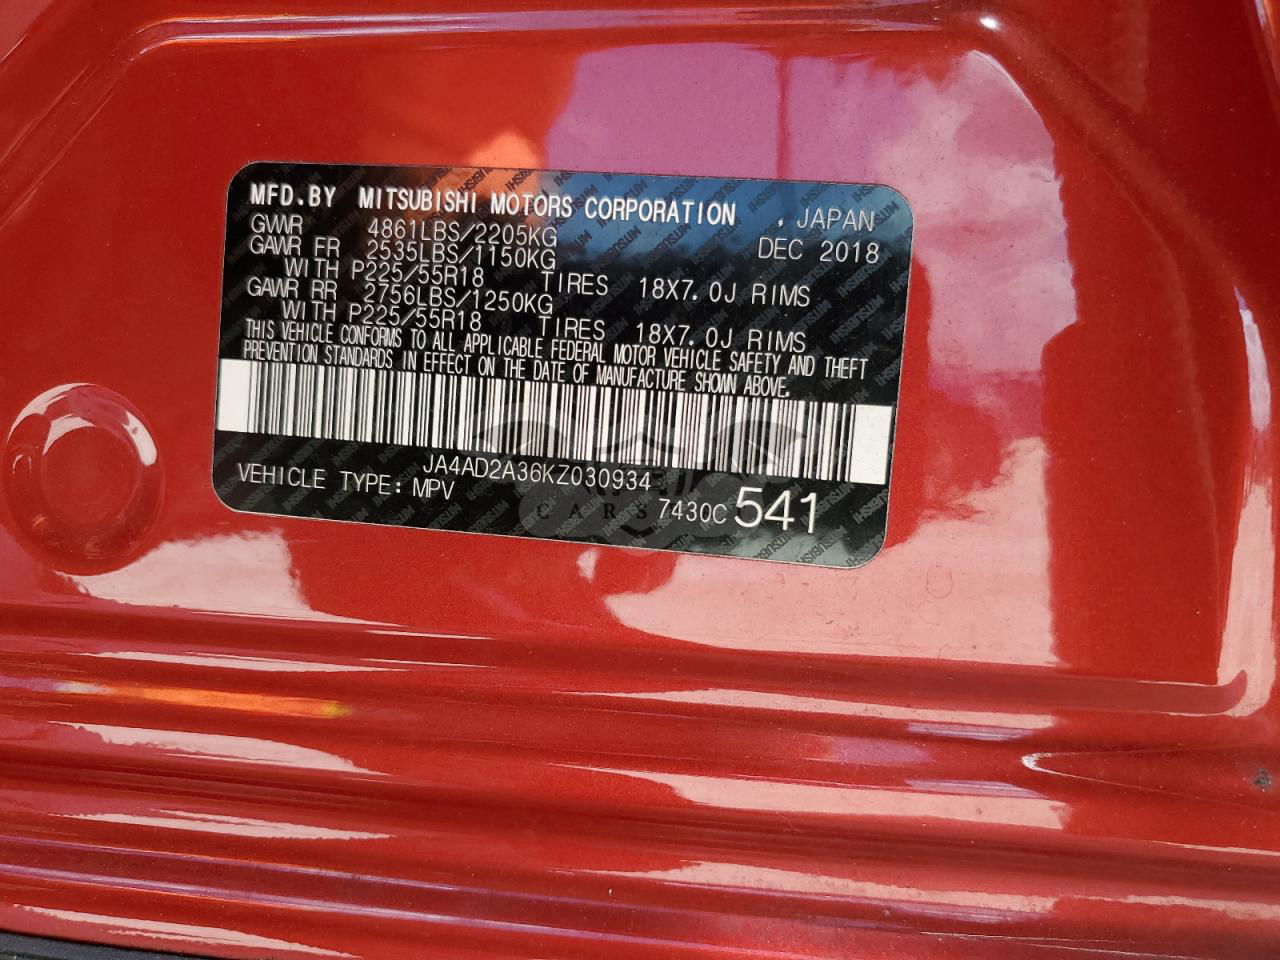 MFD.BY MITSUBISHI MOTORS CORPORATION , JAPAN
GWR 4861LBS/2205KG DEC 2018
GAWR FR 2535LBS/1150KG
WITH P225/55R18 TIRES 18X7.0J RIMS
GAWR RR 2756LBS/1250KG
WITH P225/55R18 TIRES 18X7.0J RIMS
THIS VEHICLE CONFORMS TO ALL APPLICABLE FEDERAL MOTOR VEHICLE SAFETY AND THEFT
PREVENTION STANDARDS IN EFFECT ON THE DATE OF MANUFACTURE SHOWN ABOVE.
JA4AD2A36KZ030934
VEHICLE TYPE: MPV 7430C 541